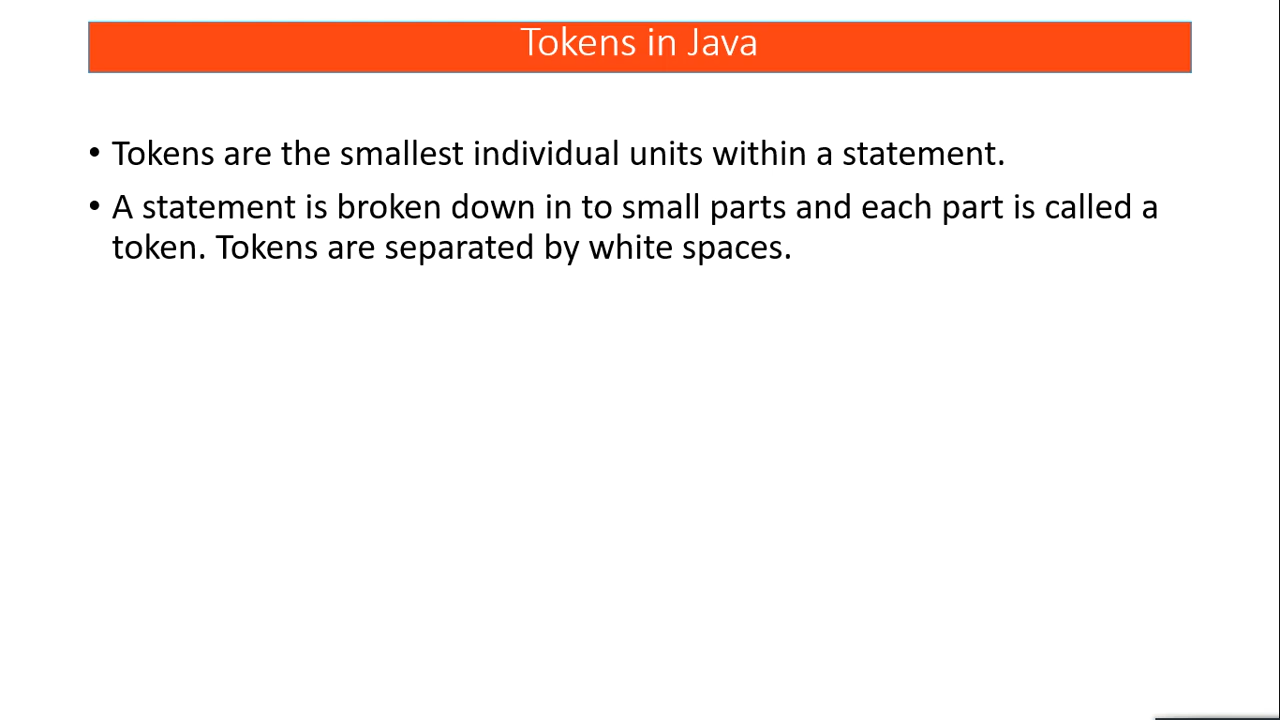 Tokens in Java
• Tokens are the smallest individual units within a statement.
• A statement is broken down in to small parts and each part is called a
token. Tokens are separated by white spaces.